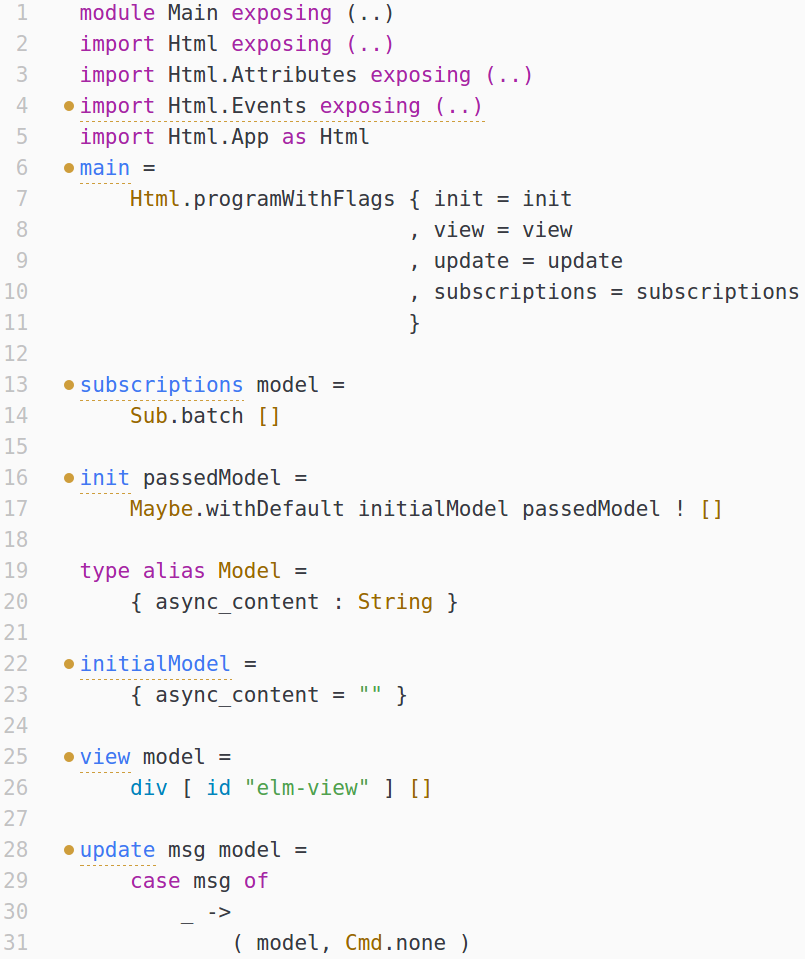 1 module Main exposing (..)
2 import Html exposing (..)
3 import Html.Attributes exposing (..)
4 import Html.Events exposing (..)
5 import Html.App as Html
6 main =
7     Html.programWithFlags { init = init
8                           , view = view
9                           , update = update
10                           , subscriptions = subscriptions
11                           }
12
13 subscriptions model =
14     Sub.batch []
15
16 init passedModel =
17     Maybe.withDefault initialModel passedModel ! []
18
19 type alias Model =
20     { async_content : String }
21
22 initialModel =
23     { async_content = "" }
24
25 view model =
26     div [ id "elm-view" ] []
27
28 update msg model =
29     case msg of
30         _ ->
31             ( model, Cmd.none )